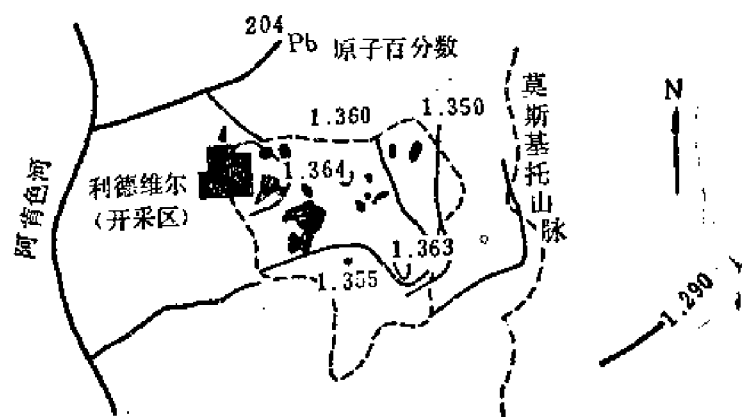 204Pb 原子百分数
1.360
1.350
N
莫斯基托山脉
1.364
利德维尔
(开采区)
阿肯色河
1.363
1.355
1.290